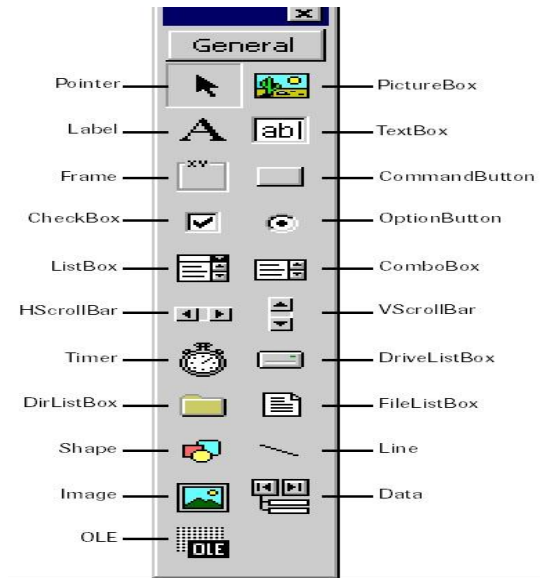 General
Pointer PictureBox
Label A abl TextBox
xv
Frame CommandButton
CheckBox OptionButton
ListBox ComboBox
HScrollBar VScrollBar
Timer DriveListBox
DirListBox FileListBox
Shape Line
Image Data
OLE OLE